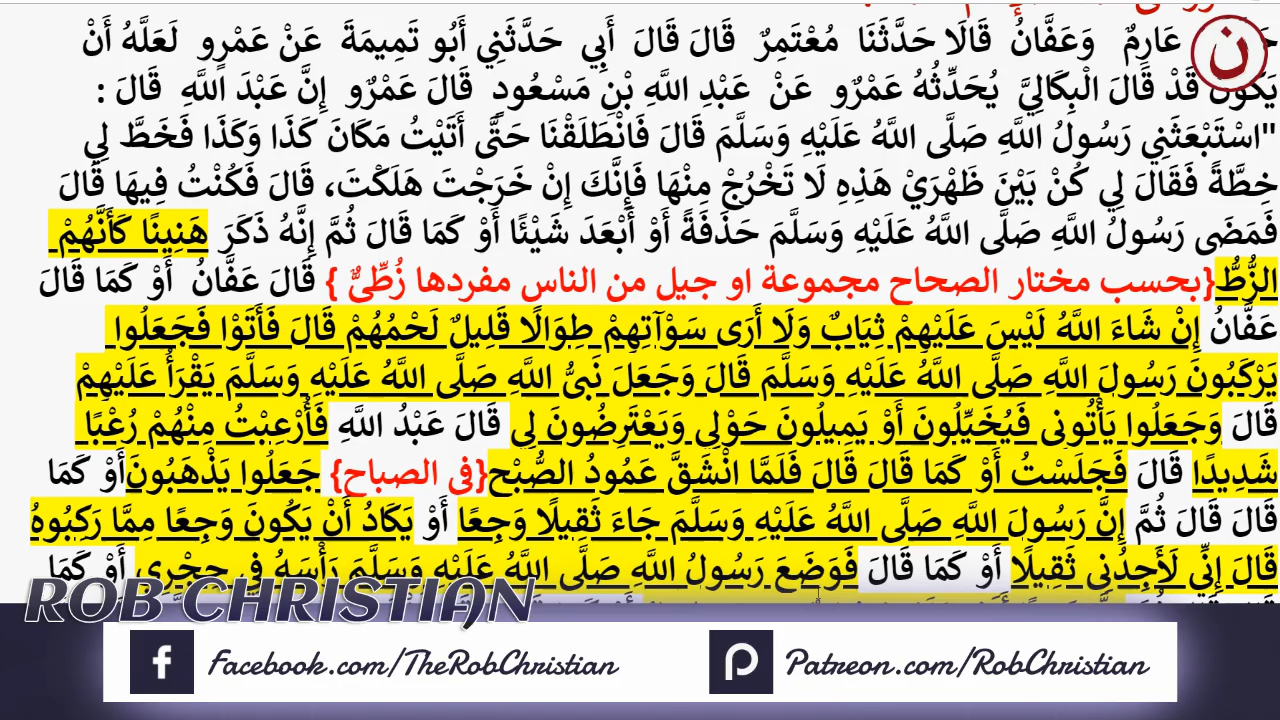 عَارِمٌ وَعَفَّانُ قَالَا حَدَّثَنَا مُعْتَمِرٌ قَالَ قَالَ أَبِي حَدَّثَنِي أَبُو تَمِيمَةَ عَنْ عَمْرٍو لَعَلَّهُ أَنْ
يَكُونَ قَدْ قَالَ الْبِكَالِيَّ يُحَدِّثُهُ عَمْرٌو عَنْ عَبْدِ اللَّهِ بْنِ مَسْعُودٍ قَالَ عَمْرٌو إِنَّ عَبْدَ اللَّهِ قَالَ :
"اسْتَبْعَثَنِي رَسُولُ اللَّهِ صَلَّى اللَّهُ عَلَيْهِ وَسَلَّمَ قَالَ فَانْطَلَقْنَا حَتَّى أَتَيْتُ مَكَانَ كَذَا وَكَذَا فَخَطَّ لِي
خِطَّةً فَقَالَ لِي كُنْ بَيْنَ ظَهْرَيْ هَذِهِ لَا تَخْرُجْ مِنْهَا فَإِنَّكَ إِنْ خَرَجْتَ هَلَكْتَ، قَالَ فَكُنْتُ فِيهَا قَالَ
فَمَضَى رَسُولُ اللَّهِ صَلَّى اللَّهُ عَلَيْهِ وَسَلَّمَ حَذَفَةً أَوْ أَبْعَدَ شَيْئًا أَوْ كَمَا قَالَ ثُمَّ إِنَّهُ ذَكَرَ هَنِينًا كَأَنَّهُمْ
الزُّطُّ{بحسب مختار الصحاح مجموعة او جيل من الناس مفردها زُطِّىٌّ } قَالَ عَفَّانُ أَوْ كَمَا قَالَ
عَفَّانُ إِنْ شَاءَ اللَّهُ لَيْسَ عَلَيْهِمْ ثِيَابٌ وَلَا أَرَى سَوْآتِهِمْ طِوَالًا قَلِيلٌ لَحْمُهُمْ قَالَ فَأَتَوْا فَجَعَلُوا
يَرْكَبُونَ رَسُولَ اللَّهِ صَلَّى اللَّهُ عَلَيْهِ وَسَلَّمَ قَالَ وَجَعَلَ نَبِيُّ اللَّهِ صَلَّى اللَّهُ عَلَيْهِ وَسَلَّمَ يَقْرَأُ عَلَيْهِمْ
قَالَ وَجَعَلُوا يَأْتُونِي فَيُخَيِّلُونَ أَوْ يَمِيلُونَ حَوْلِي وَيَعْتَرِضُونَ لِي قَالَ عَبْدُ اللَّهِ فَأُرْعِبْتُ مِنْهُمْ رُعْبًا
شَدِيدًا قَالَ فَجَلَسْتُ أَوْ كَمَا قَالَ قَالَ فَلَمَّا انْشَقَّ عَمُودُ الصُّبْحِ{فى الصباح} جَعَلُوا يَذْهَبُونَ أَوْ كَمَا
قَالَ قَالَ ثُمَّ إِنَّ رَسُولَ اللَّهِ صَلَّى اللَّهُ عَلَيْهِ وَسَلَّمَ جَاءَ ثَقِيلًا وَجِعًا أَوْ يَكَادُ أَنْ يَكُونَ وَجِعًا مِمَّا رَكِبُوهُ
قَالَ إِنِّي لَأَجِدُنِي ثَقِيلًا أَوْ كَمَا قَالَ فَوَضَعَ رَسُولُ اللَّهِ صَلَّى اللَّهُ عَلَيْهِ وَسَلَّمَ رَأْسَهُ فِي حِجْرِي أَوْ كَمَا
ن
ROB CHRISTIAN
Facebook.com/TheRobChristian
Patreon.com/RobChristian